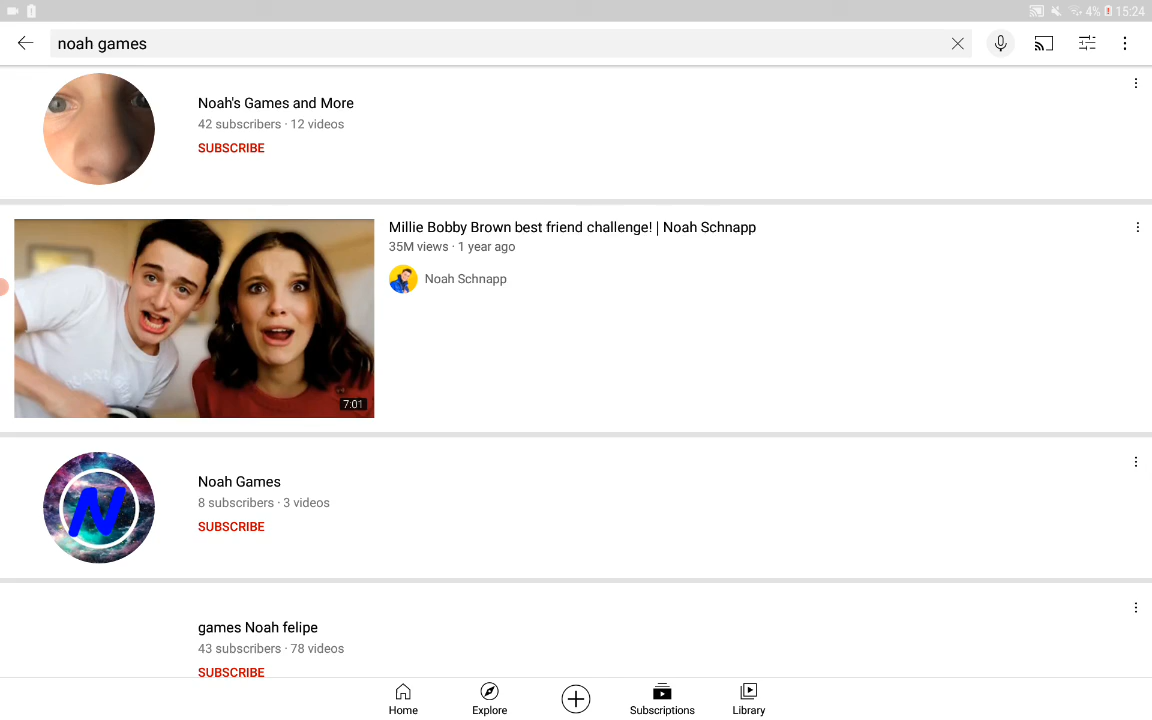 4% 15:24
noah games
Noah's Games and More
42 subscribers · 12 videos
SUBSCRIBE
Millie Bobby Brown best friend challenge! | Noah Schnapp
35M views · 1 year ago
Noah Schnapp
7:01
N
Noah Games
8 subscribers · 3 videos
SUBSCRIBE
games Noah felipe
43 subscribers · 78 videos
SUBSCRIBE
Home
Explore
Subscriptions
Library